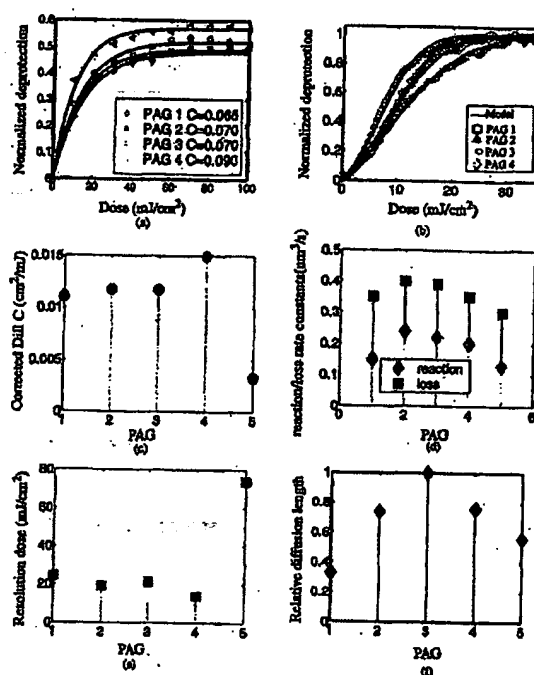 0.6
0.5
0.4
0.3
0.2
0.1
0
Normalized deprotection
PAG 1 C=0.065
PAG 2 C=0.070
PAG 3 C=0.070
PAG 4 C=0.090
0 20 40 60 80 100
Dose (mJ/cm²)
(a)
1
0.8
0.6
0.4
0.2
0
Normalized deprotection
Model
PAG 1
PAG 2
PAG 3
PAG 4
0 10 20 30
Dose (mJ/cm²)
(b)
0.015
0.01
0.005
0
Corrected Dill C (cm²/mJ)
1 2 3 4 5
PAG
(c)
0.5
0.4
0.3
0.2
0.1
0
reaction/loss rate constants(nm³/s)
reaction
loss
0 2 4 6
PAG
(d)
80
60
40
20
0
Resolution dose (mJ/cm²)
1 2 3 4 5
PAG
(e)
1
0.8
0.6
0.4
0.2
0
Relative diffusion length
1 2 3 4 5
PAG
(f)